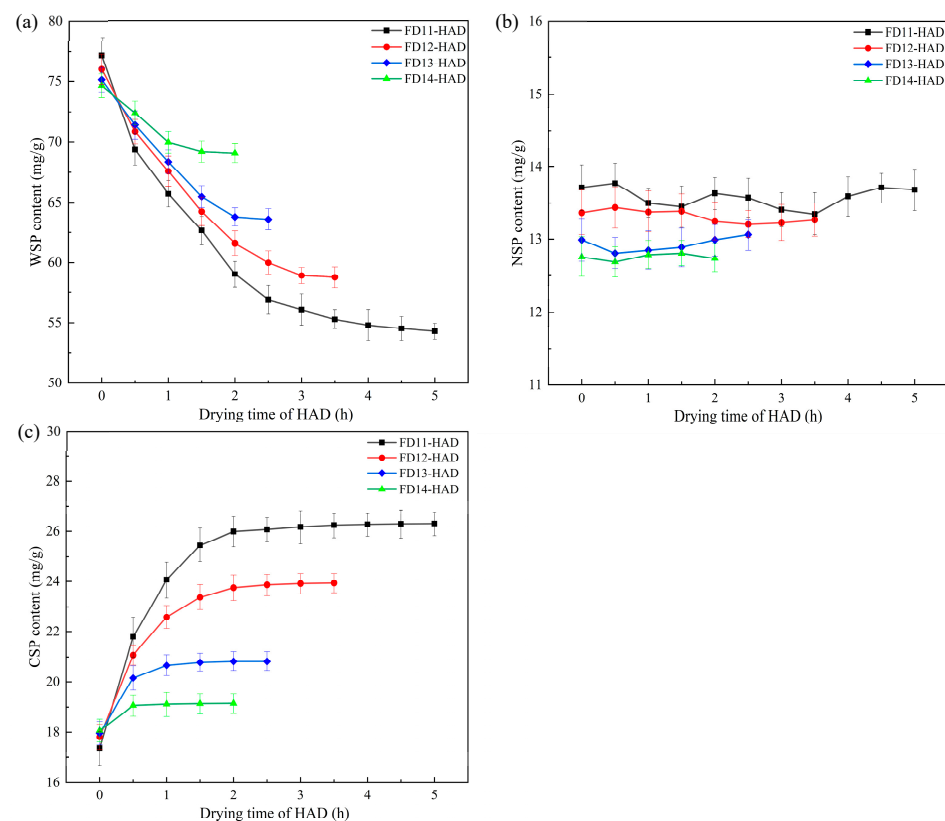 (a)
80
75
70
65
60
55
50
WSP content (mg/g)
FD11-HAD
FD12-HAD
FD13-HAD
FD14-HAD
0 1 2 3 4 5
Drying time of HAD (h)
(b)
16
15
14
13
12
11
NSP content (mg/g)
FD11-HAD
FD12-HAD
FD13-HAD
FD14-HAD
0 1 2 3 4 5
Drying time of HAD (h)
(c)
30
28
26
24
22
20
18
16
CSP content (mg/g)
FD11-HAD
FD12-HAD
FD13-HAD
FD14-HAD
0 1 2 3 4 5
Drying time of HAD (h)